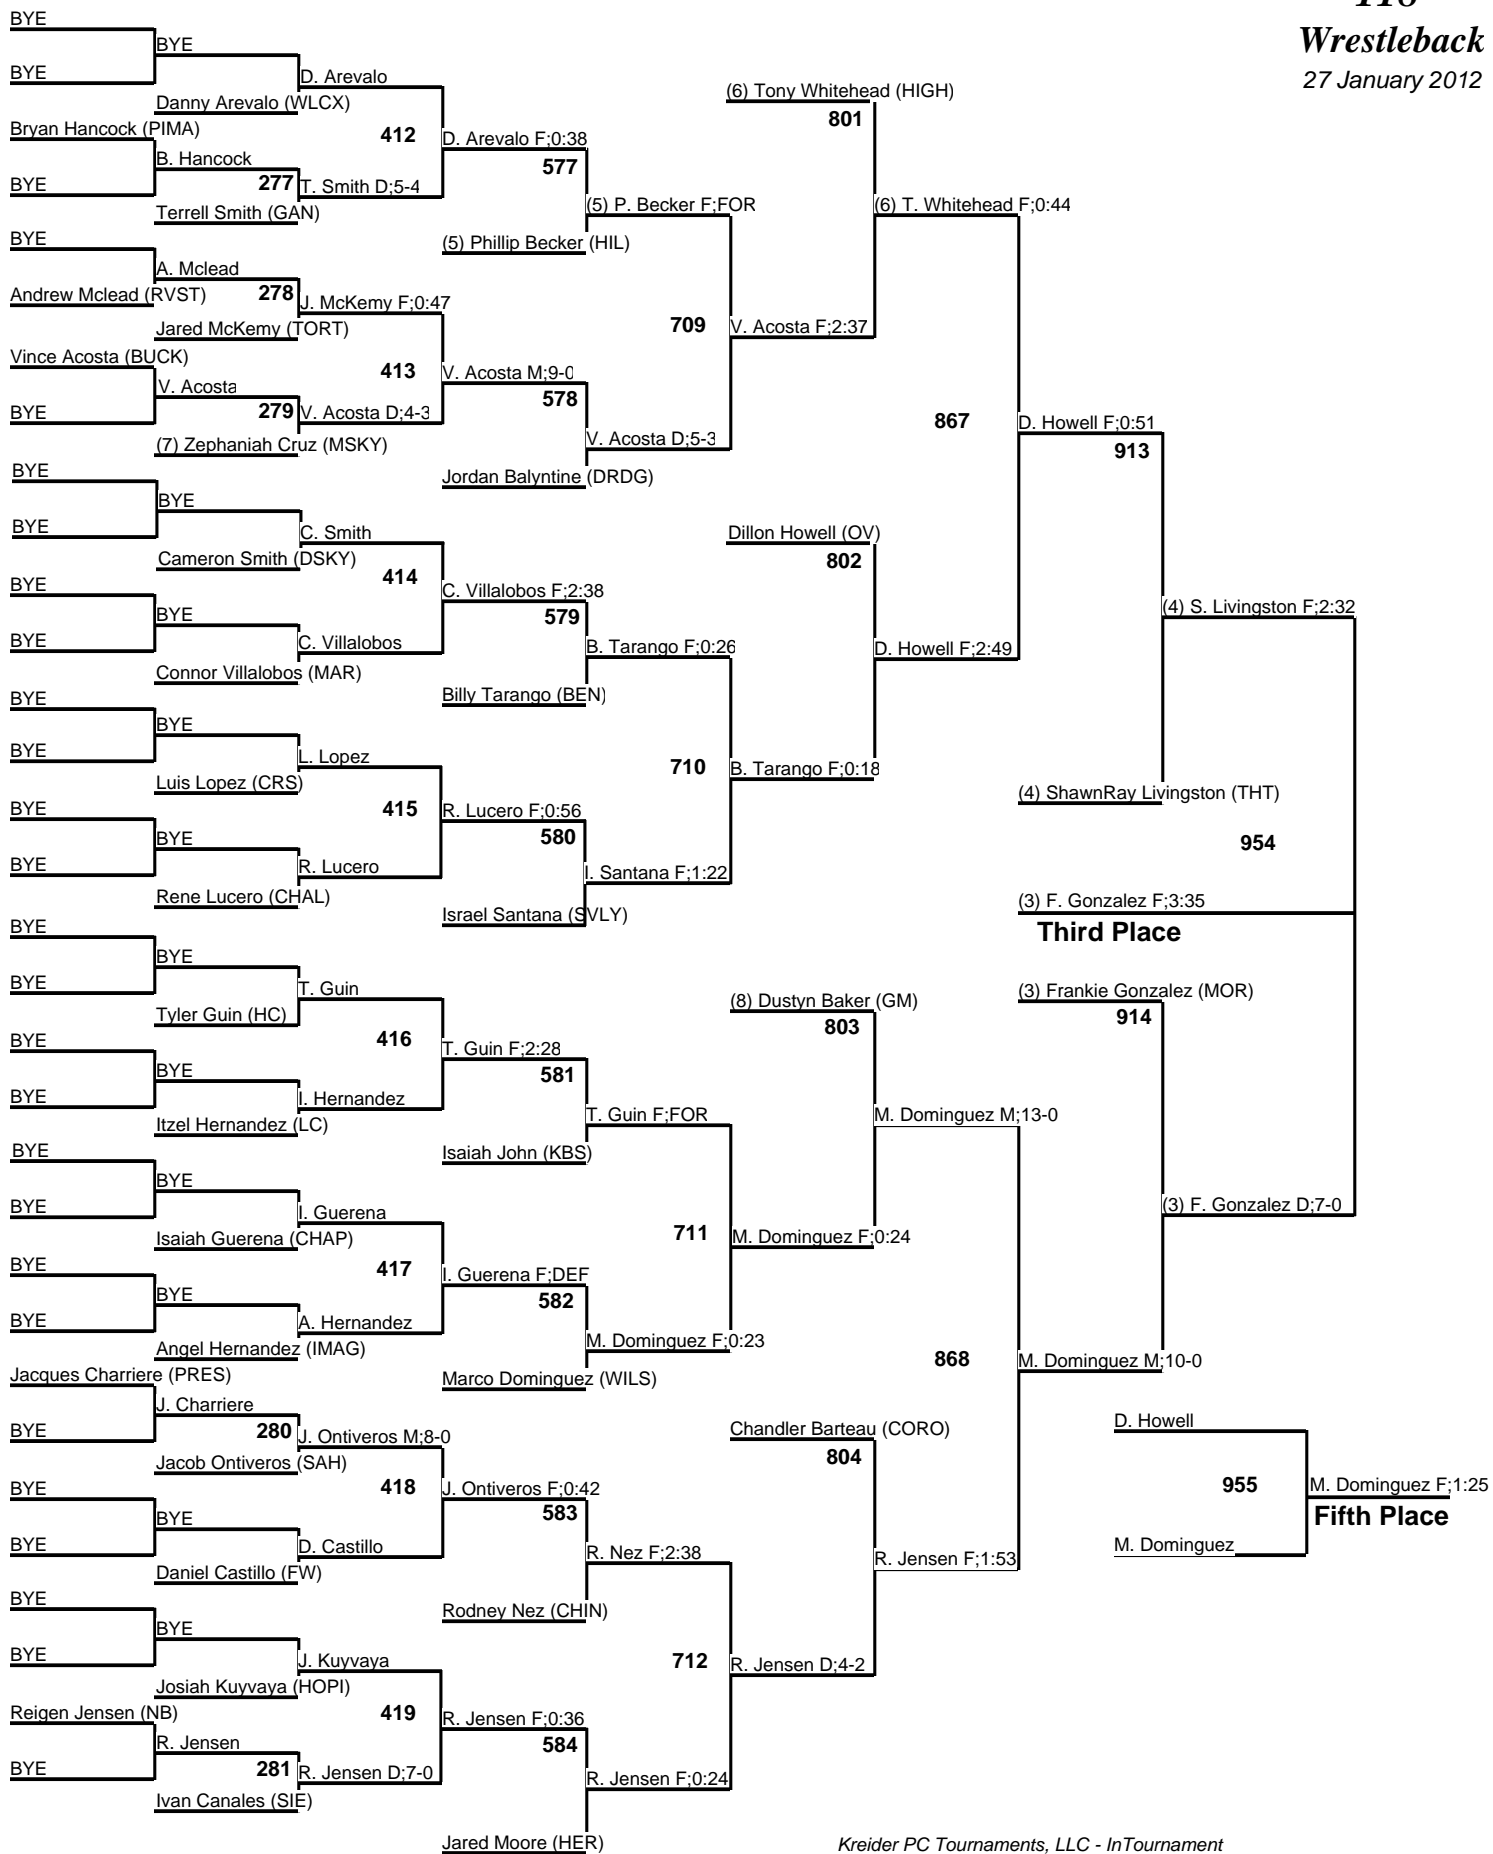 Wrestleback
27 January 2012
BYE
BYE
BYE
D. Arevalo
Danny Arevalo (WLCX)
(6) Tony Whitehead (HIGH)
801
Bryan Hancock (PIMA)
412
D. Arevalo F;0:38
B. Hancock
577
BYE
277
T. Smith D;5-4
Terrell Smith (GAN)
(5) P. Becker F;FOR
(6) T. Whitehead F;0:44
BYE
(5) Phillip Becker (HIL)
A. Mclead
Andrew Mclead (RVST)
278
J. McKemy F;0:47
Jared McKemy (TORT)
709
V. Acosta F;2:37
Vince Acosta (BUCK)
413
V. Acosta M;9-0
V. Acosta
578
BYE
279
V. Acosta D;4-3
867
D. Howell F;0:51
(7) Zephaniah Cruz (MSKY)
V. Acosta D;5-3
913
BYE
Jordan Balyntine (DRDG)
BYE
BYE
C. Smith
Dillon Howell (OV)
Cameron Smith (DSKY)
802
414
BYE
C. Villalobos F;2:38
579
BYE
(4) S. Livingston F;2:32
BYE
C. Villalobos
B. Tarango F;0:26
D. Howell F;2:49
Connor Villalobos (MAR)
Billy Tarango (BEN)
BYE
BYE
BYE
L. Lopez
710
B. Tarango F;0:18
Luis Lopez (CRS)
(4) ShawnRay Livingston (THT)
BYE
415
R. Lucero F;0:56
BYE
580
954
BYE
R. Lucero
I. Santana F;1:22
Rene Lucero (CHAL)
(3) F. Gonzalez F;3:35
Israel Santana (SVLY)
Third Place
BYE
BYE
BYE
T. Guin
(3) Frankie Gonzalez (MOR)
Tyler Guin (HC)
(8) Dustyn Baker (GM)
914
803
BYE
416
T. Guin F;2:28
BYE
581
BYE
I. Hernandez
T. Guin F;FOR
M. Dominguez M;13-0
Itzel Hernandez (LC)
Isaiah John (KBS)
BYE
BYE
BYE
I. Guerena
(3) F. Gonzalez D;7-0
Isaiah Guerena (CHAP)
711
M. Dominguez F;0:24
BYE
417
I. Guerena F;DEF
BYE
582
BYE
A. Hernandez
M. Dominguez F;0:23
Angel Hernandez (IMAG)
868
M. Dominguez M;10-0
Jacques Charriere (PRES)
Marco Dominguez (WILS)
J. Charriere
D. Howell
BYE
280
J. Ontiveros M;8-0
Chandler Barteau (CORO)
Jacob Ontiveros (SAH)
804
BYE
418
J. Ontiveros F;0:42
955
M. Dominguez F;1:25
BYE
583
Fifth Place
BYE
D. Castillo
R. Nez F;2:38
R. Jensen F;1:53
M. Dominguez
Daniel Castillo (FW)
BYE
Rodney Nez (CHIN)
BYE
BYE
J. Kuyvaya
712
R. Jensen D;4-2
Josiah Kuyvaya (HOPI)
Reigen Jensen (NB)
419
R. Jensen F;0:36
R. Jensen
584
BYE
281
R. Jensen D;7-0
R. Jensen F;0:24
Ivan Canales (SIE)
Jared Moore (HER)
Kreider PC Tournaments, LLC - InTournament